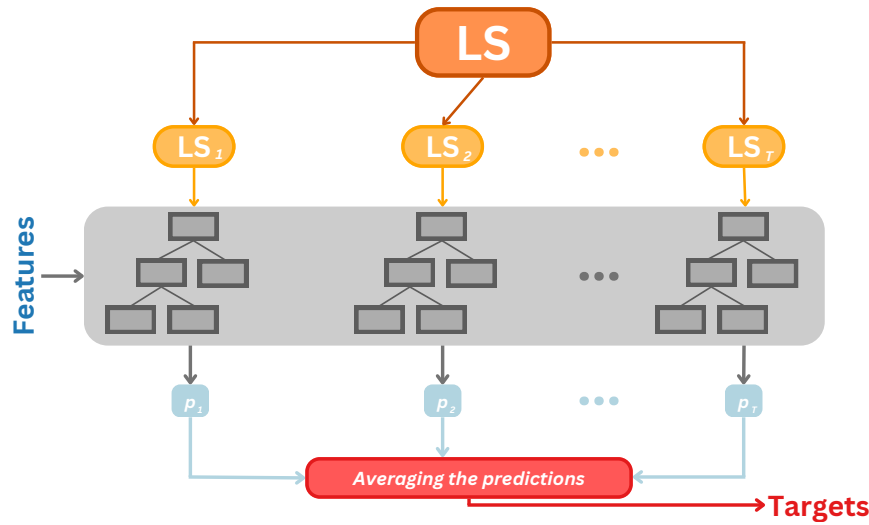 LS
LS1
LS2
LST
Features
p1
p2
pT
Averaging the predictions
Targets